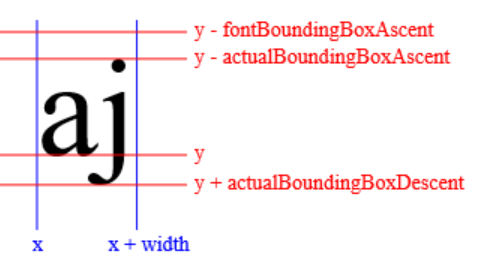 y - fontBoundingBoxAscent
y - actualBoundingBoxAscent
aj
y
y + actualBoundingBoxDescent
x
x + width